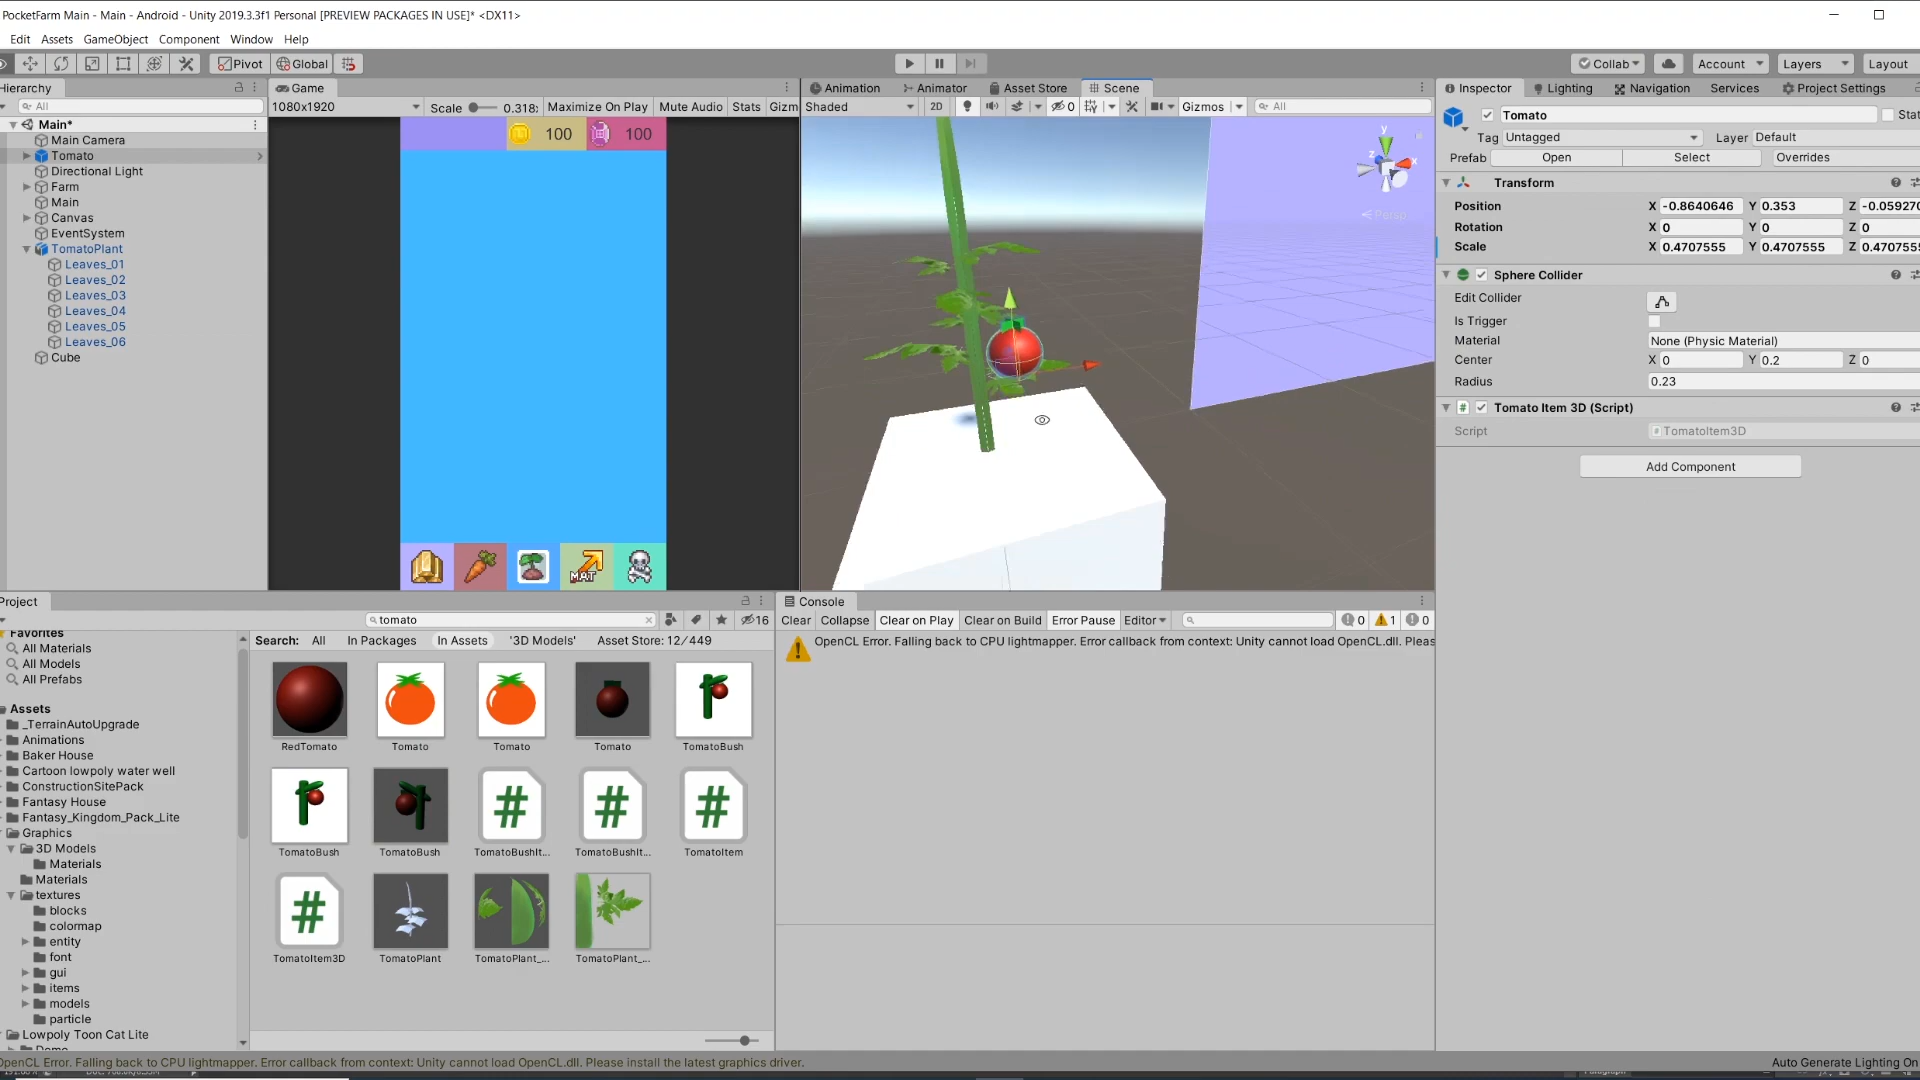 PocketFarm Main - Main - Android - Unity 2019.3.3f1 Personal [PREVIEW PACKAGES IN USE]* <DX11>
Edit Assets GameObject Component Window Help
Pivot Global Collab Account Layers Layout
Hierarchy
All
Main*
Main Camera
Tomato
Directional Light
Farm
Main
Canvas
EventSystem
TomatoPlant
Leaves_01
Leaves_02
Leaves_03
Leaves_04
Leaves_05
Leaves_06
Cube
Game
1080x1920 Scale 0.318: Maximize On Play Mute Audio Stats Gizm
100 100
MAT
Animation Animator Asset Store Scene
Shaded 2D 0 Gizmos All
y
z x
Persp
Inspector Lighting Navigation Services Project Settings
Tomato Stat
Tag Untagged Layer Default
Prefab Open Select Overrides
Transform
Position X -0.8640646 Y 0.353 Z -0.059270
Rotation X 0 Y 0 Z 0
Scale X 0.4707555 Y 0.4707555 Z 0.4707555
Sphere Collider
Edit Collider
Is Trigger
Material None (Physic Material)
Center X 0 Y 0.2 Z 0
Radius 0.23
Tomato Item 3D (Script)
Script TomatoItem3D
Add Component
Project
tomato 16
Favorites
All Materials
All Models
All Prefabs
Assets
_TerrainAutoUpgrade
Animations
Baker House
Cartoon lowpoly water well
ConstructionSitePack
Fantasy House
Fantasy_Kingdom_Pack_Lite
Graphics
3D Models
Materials
Materials
textures
blocks
colormap
entity
font
gui
items
models
particle
Lowpoly Toon Cat Lite
Search: All In Packages In Assets '3D Models' Asset Store: 12/449
RedTomato Tomato Tomato Tomato TomatoBush
TomatoBush TomatoBush TomatoBushIt... TomatoBushIt... TomatoItem
TomatoItem3D TomatoPlant TomatoPlant_... TomatoPlant_...
Console
Clear Collapse Clear on Play Clear on Build Error Pause Editor 0 1 0
OpenCL Error. Falling back to CPU lightmapper. Error callback from context: Unity cannot load OpenCL.dll. Pleas
OpenCL Error. Falling back to CPU lightmapper. Error callback from context: Unity cannot load OpenCL.dll. Please install the latest graphics driver.
Auto Generate Lighting On